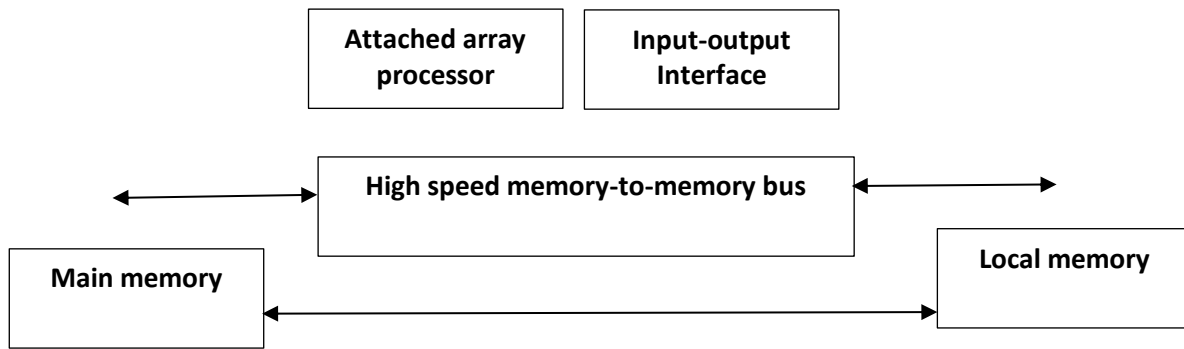 Attached array
processor
Input-output
Interface
High speed memory-to-memory bus
Main memory
Local memory